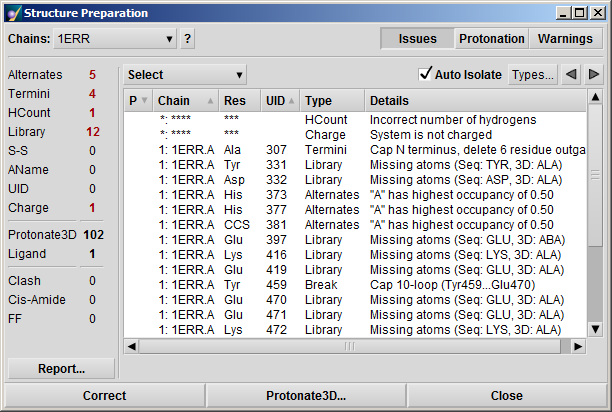 Structure Preparation
Chains: 1ERR ? Issues Protonation Warnings
Alternates 5
Termini 4
HCount 1
Library 12
S-S 0
AName 0
UID 0
Charge 1
Protonate3D 102
Ligand 1
Clash 0
Cis-Amide 0
FF 0
Report...
Select Auto Isolate Types...
P Chain Res UID Type Details
*: **** *** HCount Incorrect number of hydrogens
*: **** *** Charge System is not charged
1: 1ERR.A Ala 307 Termini Cap N terminus, delete 6 residue outga
1: 1ERR.A Tyr 331 Library Missing atoms (Seq: TYR, 3D: ALA)
1: 1ERR.A Asp 332 Library Missing atoms (Seq: ASP, 3D: ALA)
1: 1ERR.A His 373 Alternates "A" has highest occupancy of 0.50
1: 1ERR.A His 377 Alternates "A" has highest occupancy of 0.50
1: 1ERR.A CCS 381 Alternates "A" has highest occupancy of 0.50
1: 1ERR.A Glu 397 Library Missing atoms (Seq: GLU, 3D: ABA)
1: 1ERR.A Lys 416 Library Missing atoms (Seq: LYS, 3D: ALA)
1: 1ERR.A Glu 419 Library Missing atoms (Seq: GLU, 3D: ALA)
1: 1ERR.A Tyr 459 Break Cap 10-loop (Tyr459...Glu470)
1: 1ERR.A Glu 470 Library Missing atoms (Seq: GLU, 3D: ALA)
1: 1ERR.A Glu 471 Library Missing atoms (Seq: GLU, 3D: ALA)
1: 1ERR.A Lys 472 Library Missing atoms (Seq: LYS, 3D: ALA)
Correct Protonate3D... Close